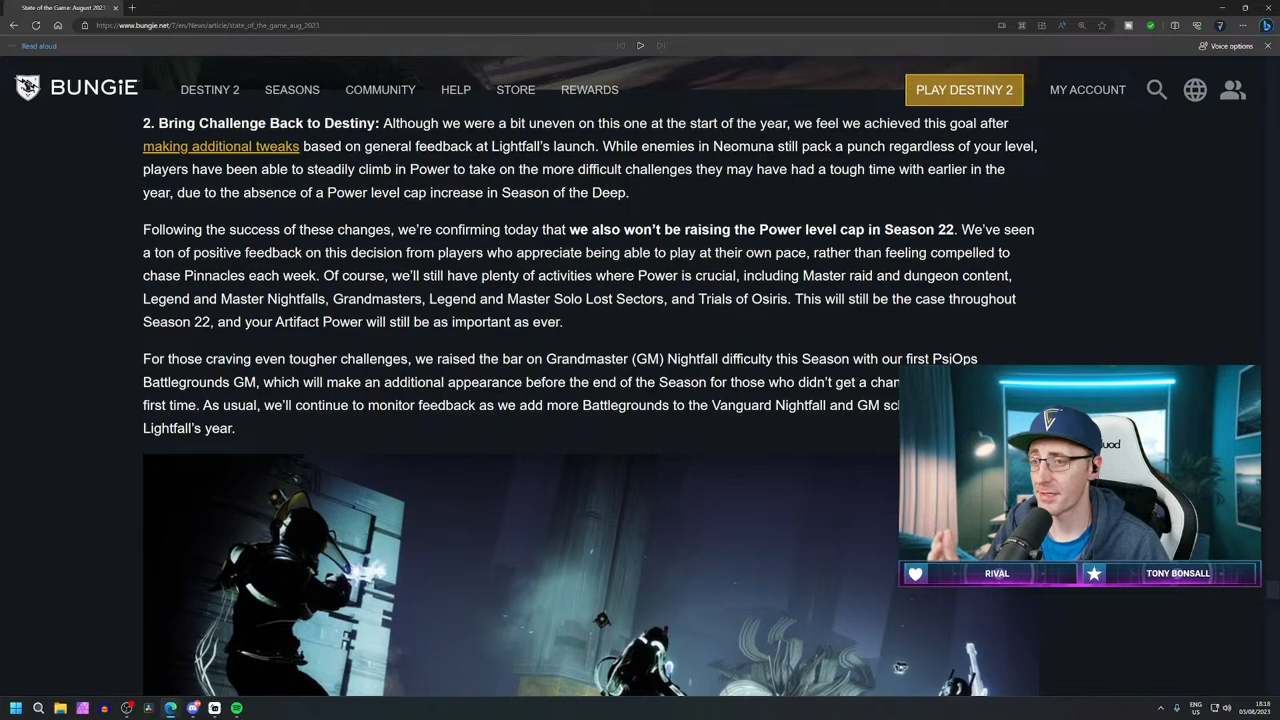 State of the Game: August 2023
https://www.bungie.net/7/en/News/article/state_of_the_game_aug_2023
Read aloud
Voice options
BUNGiE
DESTINY 2
SEASONS
COMMUNITY
HELP
STORE
REWARDS
PLAY DESTINY 2
MY ACCOUNT
2. Bring Challenge Back to Destiny: Although we were a bit uneven on this one at the start of the year, we feel we achieved this goal after
making additional tweaks based on general feedback at Lightfall's launch. While enemies in Neomuna still pack a punch regardless of your level,
players have been able to steadily climb in Power to take on the more difficult challenges they may have had a tough time with earlier in the
year, due to the absence of a Power level cap increase in Season of the Deep.
Following the success of these changes, we're confirming today that we also won't be raising the Power level cap in Season 22. We've seen
a ton of positive feedback on this decision from players who appreciate being able to play at their own pace, rather than feeling compelled to
chase Pinnacles each week. Of course, we'll still have plenty of activities where Power is crucial, including Master raid and dungeon content,
Legend and Master Nightfalls, Grandmasters, Legend and Master Solo Lost Sectors, and Trials of Osiris. This will still be the case throughout
Season 22, and your Artifact Power will still be as important as ever.
For those craving even tougher challenges, we raised the bar on Grandmaster (GM) Nightfall difficulty this Season with our first PsiOps
Battlegrounds GM, which will make an additional appearance before the end of the Season for those who didn't get a
first time. As usual, we'll continue to monitor feedback as we add more Battlegrounds to the Vanguard Nightfall and GM
Lightfall's year.
RIVAL
TONY BONSALL
ENG
US
18:18
03/08/2023